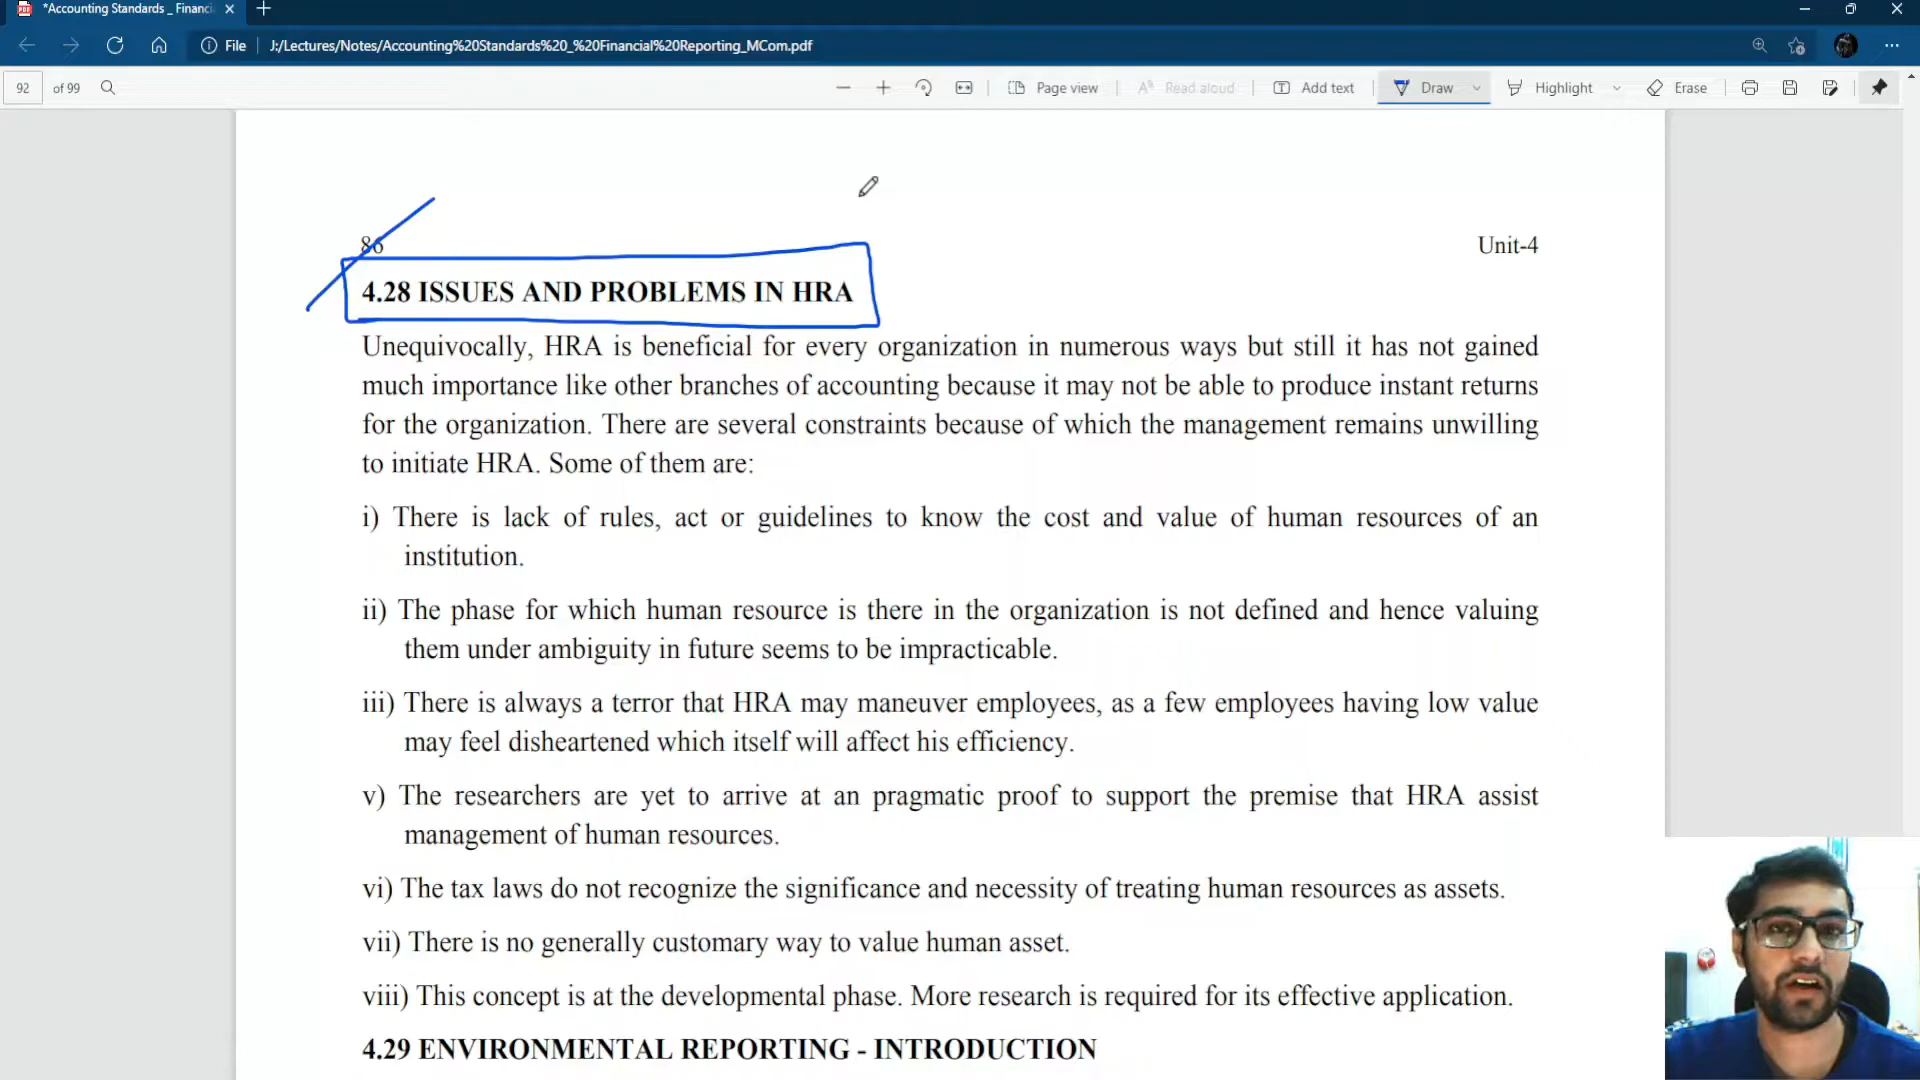 *Accounting Standards _ Financi
File
J:/Lectures/Notes/Accounting%20Standards%20_%20Financial%20Reporting_MCom.pdf
92 of 99
Page view
Read aloud
Add text
Draw
Highlight
Erase
86
Unit-4
4.28 ISSUES AND PROBLEMS IN HRA
Unequivocally, HRA is beneficial for every organization in numerous ways but still it has not gained
much importance like other branches of accounting because it may not be able to produce instant returns
for the organization. There are several constraints because of which the management remains unwilling
to initiate HRA. Some of them are:
i) There is lack of rules, act or guidelines to know the cost and value of human resources of an
institution.
ii) The phase for which human resource is there in the organization is not defined and hence valuing
them under ambiguity in future seems to be impracticable.
iii) There is always a terror that HRA may maneuver employees, as a few employees having low value
may feel disheartened which itself will affect his efficiency.
v) The researchers are yet to arrive at an pragmatic proof to support the premise that HRA assist
management of human resources.
vi) The tax laws do not recognize the significance and necessity of treating human resources as assets.
vii) There is no generally customary way to value human asset.
viii) This concept is at the developmental phase. More research is required for its effective application.
4.29 ENVIRONMENTAL REPORTING - INTRODUCTION